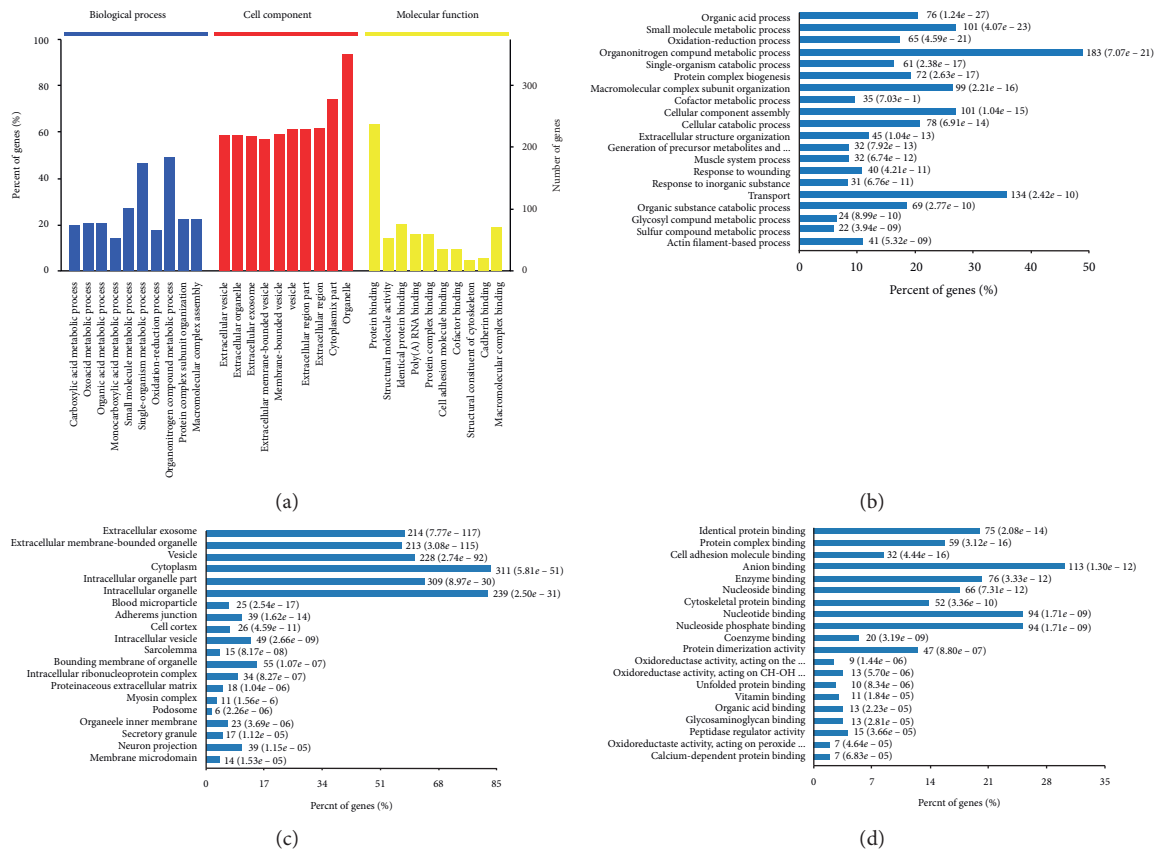 Biological process
Cell component
Molecular function
100
80
60
40
20
0
Percent of genes (%)
300
200
100
0
Number of genes
Carboxylic acid metabolic process
Oxoacid metabolic process
Organic acid metabolic process
Monocarboxylic acid metabolic process
Small molecule metabolic process
Single-organism metabolic process
Oxidation-reduction process
Organonitrogen compound metabolic process
Protein complex subunit organization
Macromolecular complex assembly
Extracellular vesicle
Extracellular organelle
Extracellular exosome
Extracellular membrane-bounded vesicle
Membrane-bounded vesicle
vesicle
Extracellular region part
Extracellular region
Cytoplasmix part
Organelle
Protein binding
Structural molecule activity
Identical protein binding
Poly(A) RNA binding
Protein complex binding
Cell adhesion molecule binding
Cofactor binding
Structural consituent of cytoskeleton
Cadherin binding
Macromolecular complex binding
(a)
Organic acid process 76 (1.24e − 27)
Small molecule metabolic process 101 (4.07e − 23)
Oxidation-reduction process 65 (4.59e − 21)
Organonitrogen compund metabolic process 183 (7.07e − 21)
Single-organism catabolic process 61 (2.38e − 17)
Protein complex biogenesis 72 (2.63e − 17)
Macromolecular complex subunit organization 99 (2.21e − 16)
Cofactor metabolic process 35 (7.03e − 1)
Cellular component assembly 101 (1.04e − 15)
Cellular catabolic process 78 (6.91e − 14)
Extracellular structure organization 45 (1.04e − 13)
Generation of precursor metabolites and ... 32 (7.92e − 13)
Muscle system process 32 (6.74e − 12)
Response to wounding 40 (4.21e − 11)
Response to inorganic substance 31 (6.76e − 11)
Transport 134 (2.42e − 10)
Organic substance catabolic process 69 (2.77e − 10)
Glycosyl compund metabolic process 24 (8.99e − 10)
Sulfur compound metabolic process 22 (3.94e − 09)
Actin filament-based process 41 (5.32e − 09)
0 10 20 30 40 50
Percent of genes (%)
(b)
Extracellular exosome 214 (7.77e − 117)
Extracellular membrane-bounded organelle 213 (3.08e − 115)
Vesicle 228 (2.74e − 92)
Cytoplasm 311 (5.81e − 51)
Intracellular organelle part 309 (8.97e − 30)
Intracellular organelle 239 (2.50e − 31)
Blood microparticle 25 (2.54e − 17)
Adherems junction 39 (1.62e − 14)
Cell cortex 26 (4.59e − 11)
Intracellular vesicle 49 (2.66e − 09)
Sarcolemma 15 (8.17e − 08)
Bounding membrane of organelle 55 (1.07e − 07)
Intracellular ribonucleoprotein complex 34 (8.27e − 07)
Proteinaceous extracellular matrix 18 (1.04e − 06)
Myosin complex 11 (1.56e − 6)
Podosome 6 (2.26e − 06)
Organeele inner membrane 23 (3.69e − 06)
Secretory granule 17 (1.12e − 05)
Neuron projection 39 (1.15e − 05)
Membrane microdomain 14 (1.53e − 05)
0 17 34 51 68 85
Percnt of genes (%)
(c)
Identical protein binding 75 (2.08e − 14)
Protein complex binding 59 (3.12e − 16)
Cell adhesion molecule binding 32 (4.44e − 16)
Anion binding 113 (1.30e − 12)
Enzyme binding 76 (3.33e − 12)
Nucleoside binding 66 (7.31e − 12)
Cytoskeletal protein binding 52 (3.36e − 10)
Nucleotide binding 94 (1.71e − 09)
Nucleoside phosphate binding 94 (1.71e − 09)
Coenzyme binding 20 (3.19e − 09)
Protein dimerization activity 47 (8.80e − 07)
Oxidoreductase activity, acting on the ... 9 (1.44e − 06)
Oxidoreductase activity, acting on CH-OH ... 13 (5.70e − 06)
Unfolded protein binding 10 (8.34e − 06)
Vitamin binding 11 (1.84e − 05)
Organic acid binding 13 (2.23e − 05)
Glycosaminoglycan binding 13 (2.81e − 05)
Peptidase regulator activity 15 (3.66e − 05)
Oxidoreductaste activity, acting on peroxide ... 7 (4.64e − 05)
Calcium-dependent protein binding 7 (6.83e − 05)
0 7 14 21 28 35
Percnt of genes (%)
(d)